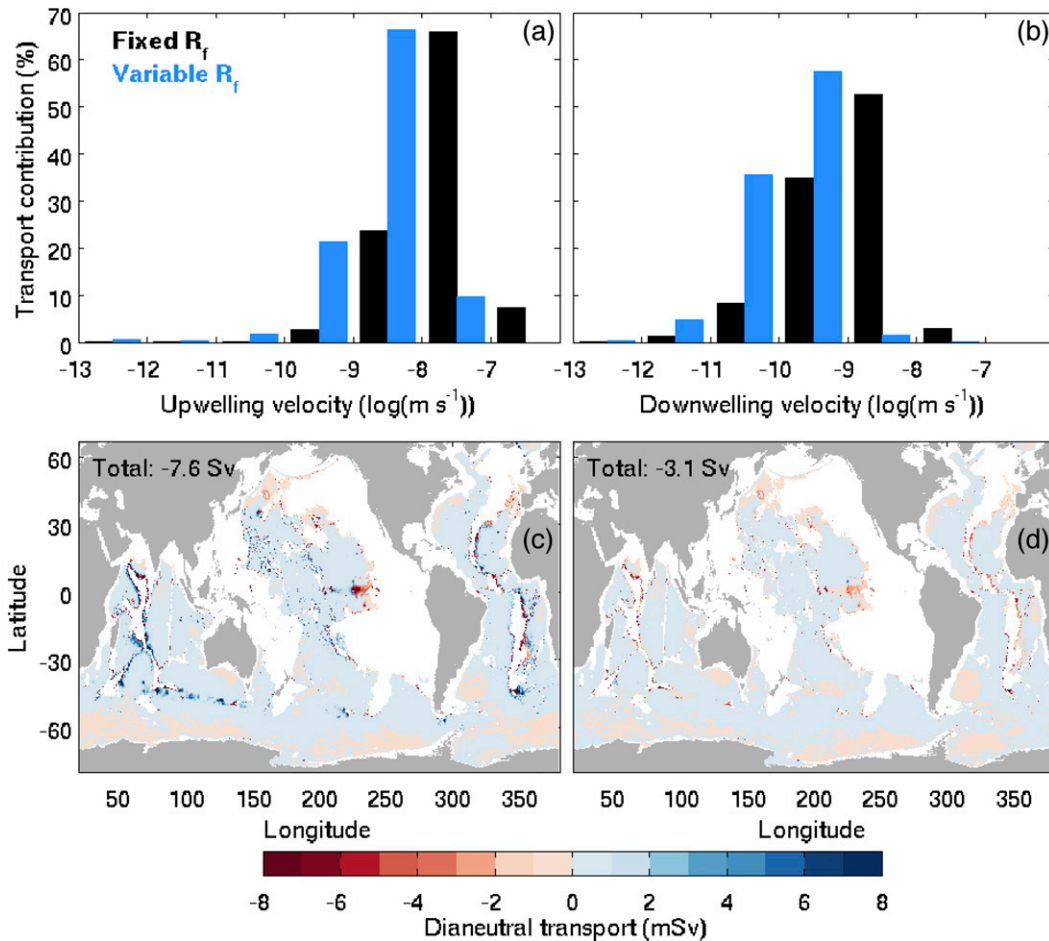 70
60
50
40
30
20
10
0
Transport contribution (%)
Fixed R_f
Variable R_f
(a)
-13 -12 -11 -10 -9 -8 -7
Upwelling velocity (log(m s⁻¹))
(b)
-13 -12 -11 -10 -9 -8 -7
Downwelling velocity (log(m s⁻¹))
60
30
0
-30
-60
Latitude
Total: -7.6 Sv
(c)
50 100 150 200 250 300 350
Longitude
Total: -3.1 Sv
(d)
50 100 150 200 250 300 350
Longitude
-8 -6 -4 -2 0 2 4 6 8
Dianeutral transport (mSv)